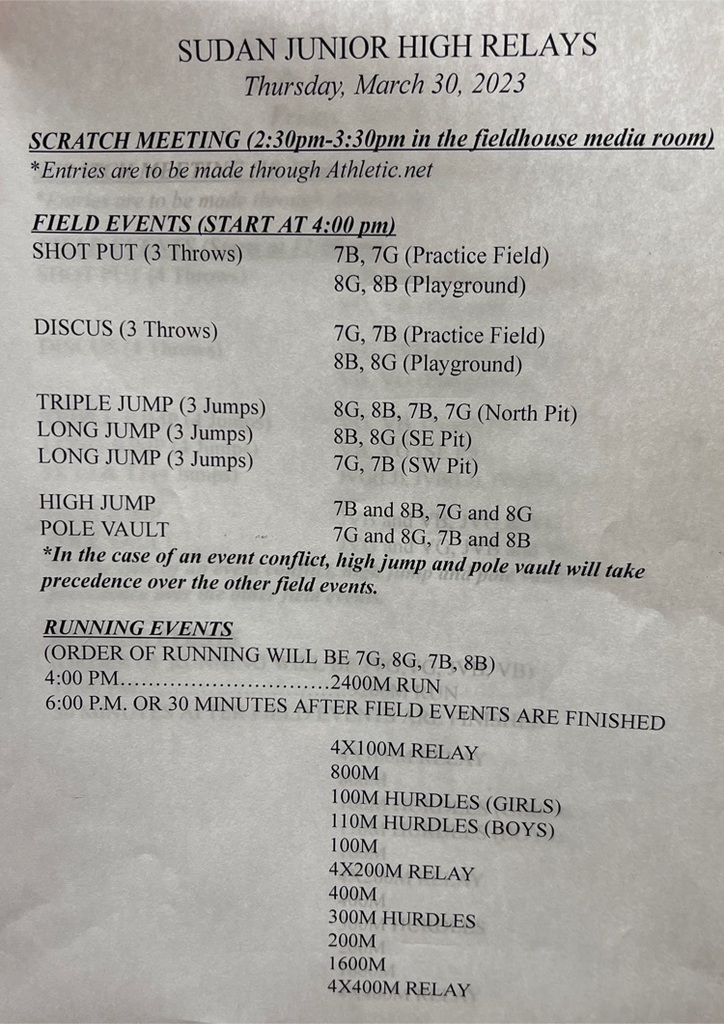 SUDAN JUNIOR HIGH RELAYS
Thursday, March 30, 2023
SCRATCH MEETING (2:30pm-3:30pm in the fieldhouse media room)
*Entries are to be made through Athletic.net
FIELD EVENTS (START AT 4:00 pm)
SHOT PUT (3 Throws) 7B, 7G (Practice Field)
8G, 8B (Playground)
DISCUS (3 Throws) 7G, 7B (Practice Field)
8B, 8G (Playground)
TRIPLE JUMP (3 Jumps) 8G, 8B, 7B, 7G (North Pit)
LONG JUMP (3 Jumps) 8B, 8G (SE Pit)
LONG JUMP (3 Jumps) 7G, 7B (SW Pit)
HIGH JUMP 7B and 8B, 7G and 8G
POLE VAULT 7G and 8G, 7B and 8B
*In the case of an event conflict, high jump and pole vault will take
precedence over the other field events.
RUNNING EVENTS
(ORDER OF RUNNING WILL BE 7G, 8G, 7B, 8B)
4:00 PM..............................2400M RUN
6:00 P.M. OR 30 MINUTES AFTER FIELD EVENTS ARE FINISHED
4X100M RELAY
800M
100M HURDLES (GIRLS)
110M HURDLES (BOYS)
100M
4X200M RELAY
400M
300M HURDLES
200M
1600M
4X400M RELAY